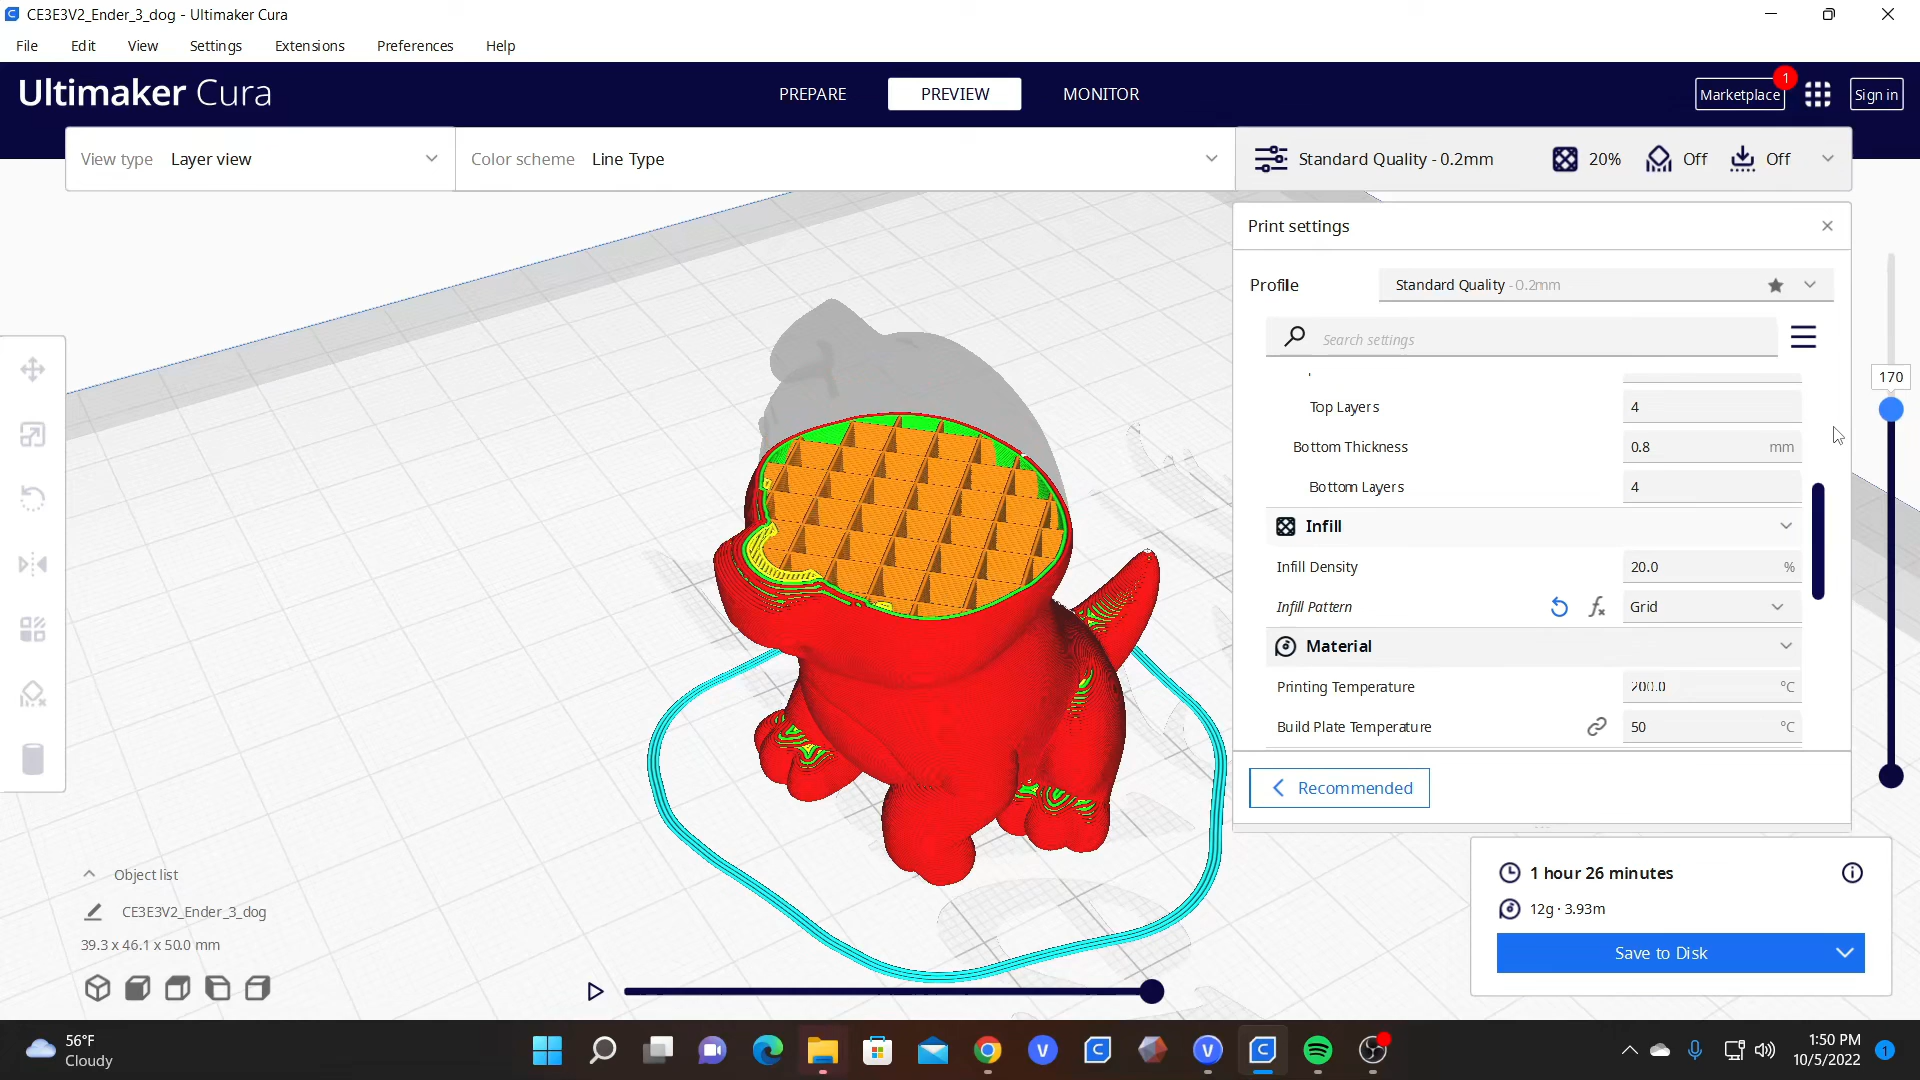 CE3E3V2_Ender_3_dog - Ultimaker Cura
File Edit View Settings Extensions Preferences Help
Ultimaker Cura
PREPARE PREVIEW MONITOR
Marketplace 1 Sign in
View type Layer view
Color scheme Line Type
Standard Quality - 0.2mm 20% Off Off
Print settings
Profile Standard Quality - 0.2mm
Search settings
170
Top Layers 4
Bottom Thickness 0.8 mm
Bottom Layers 4
Infill
Infill Density 20.0 %
Infill Pattern fx Grid
Material
Printing Temperature 200.0 °C
Build Plate Temperature 50 °C
Recommended
Object list
CE3E3V2_Ender_3_dog
39.3 x 46.1 x 50.0 mm
1 hour 26 minutes
12g · 3.93m
Save to Disk
56°F
Cloudy
1:50 PM
10/5/2022 1